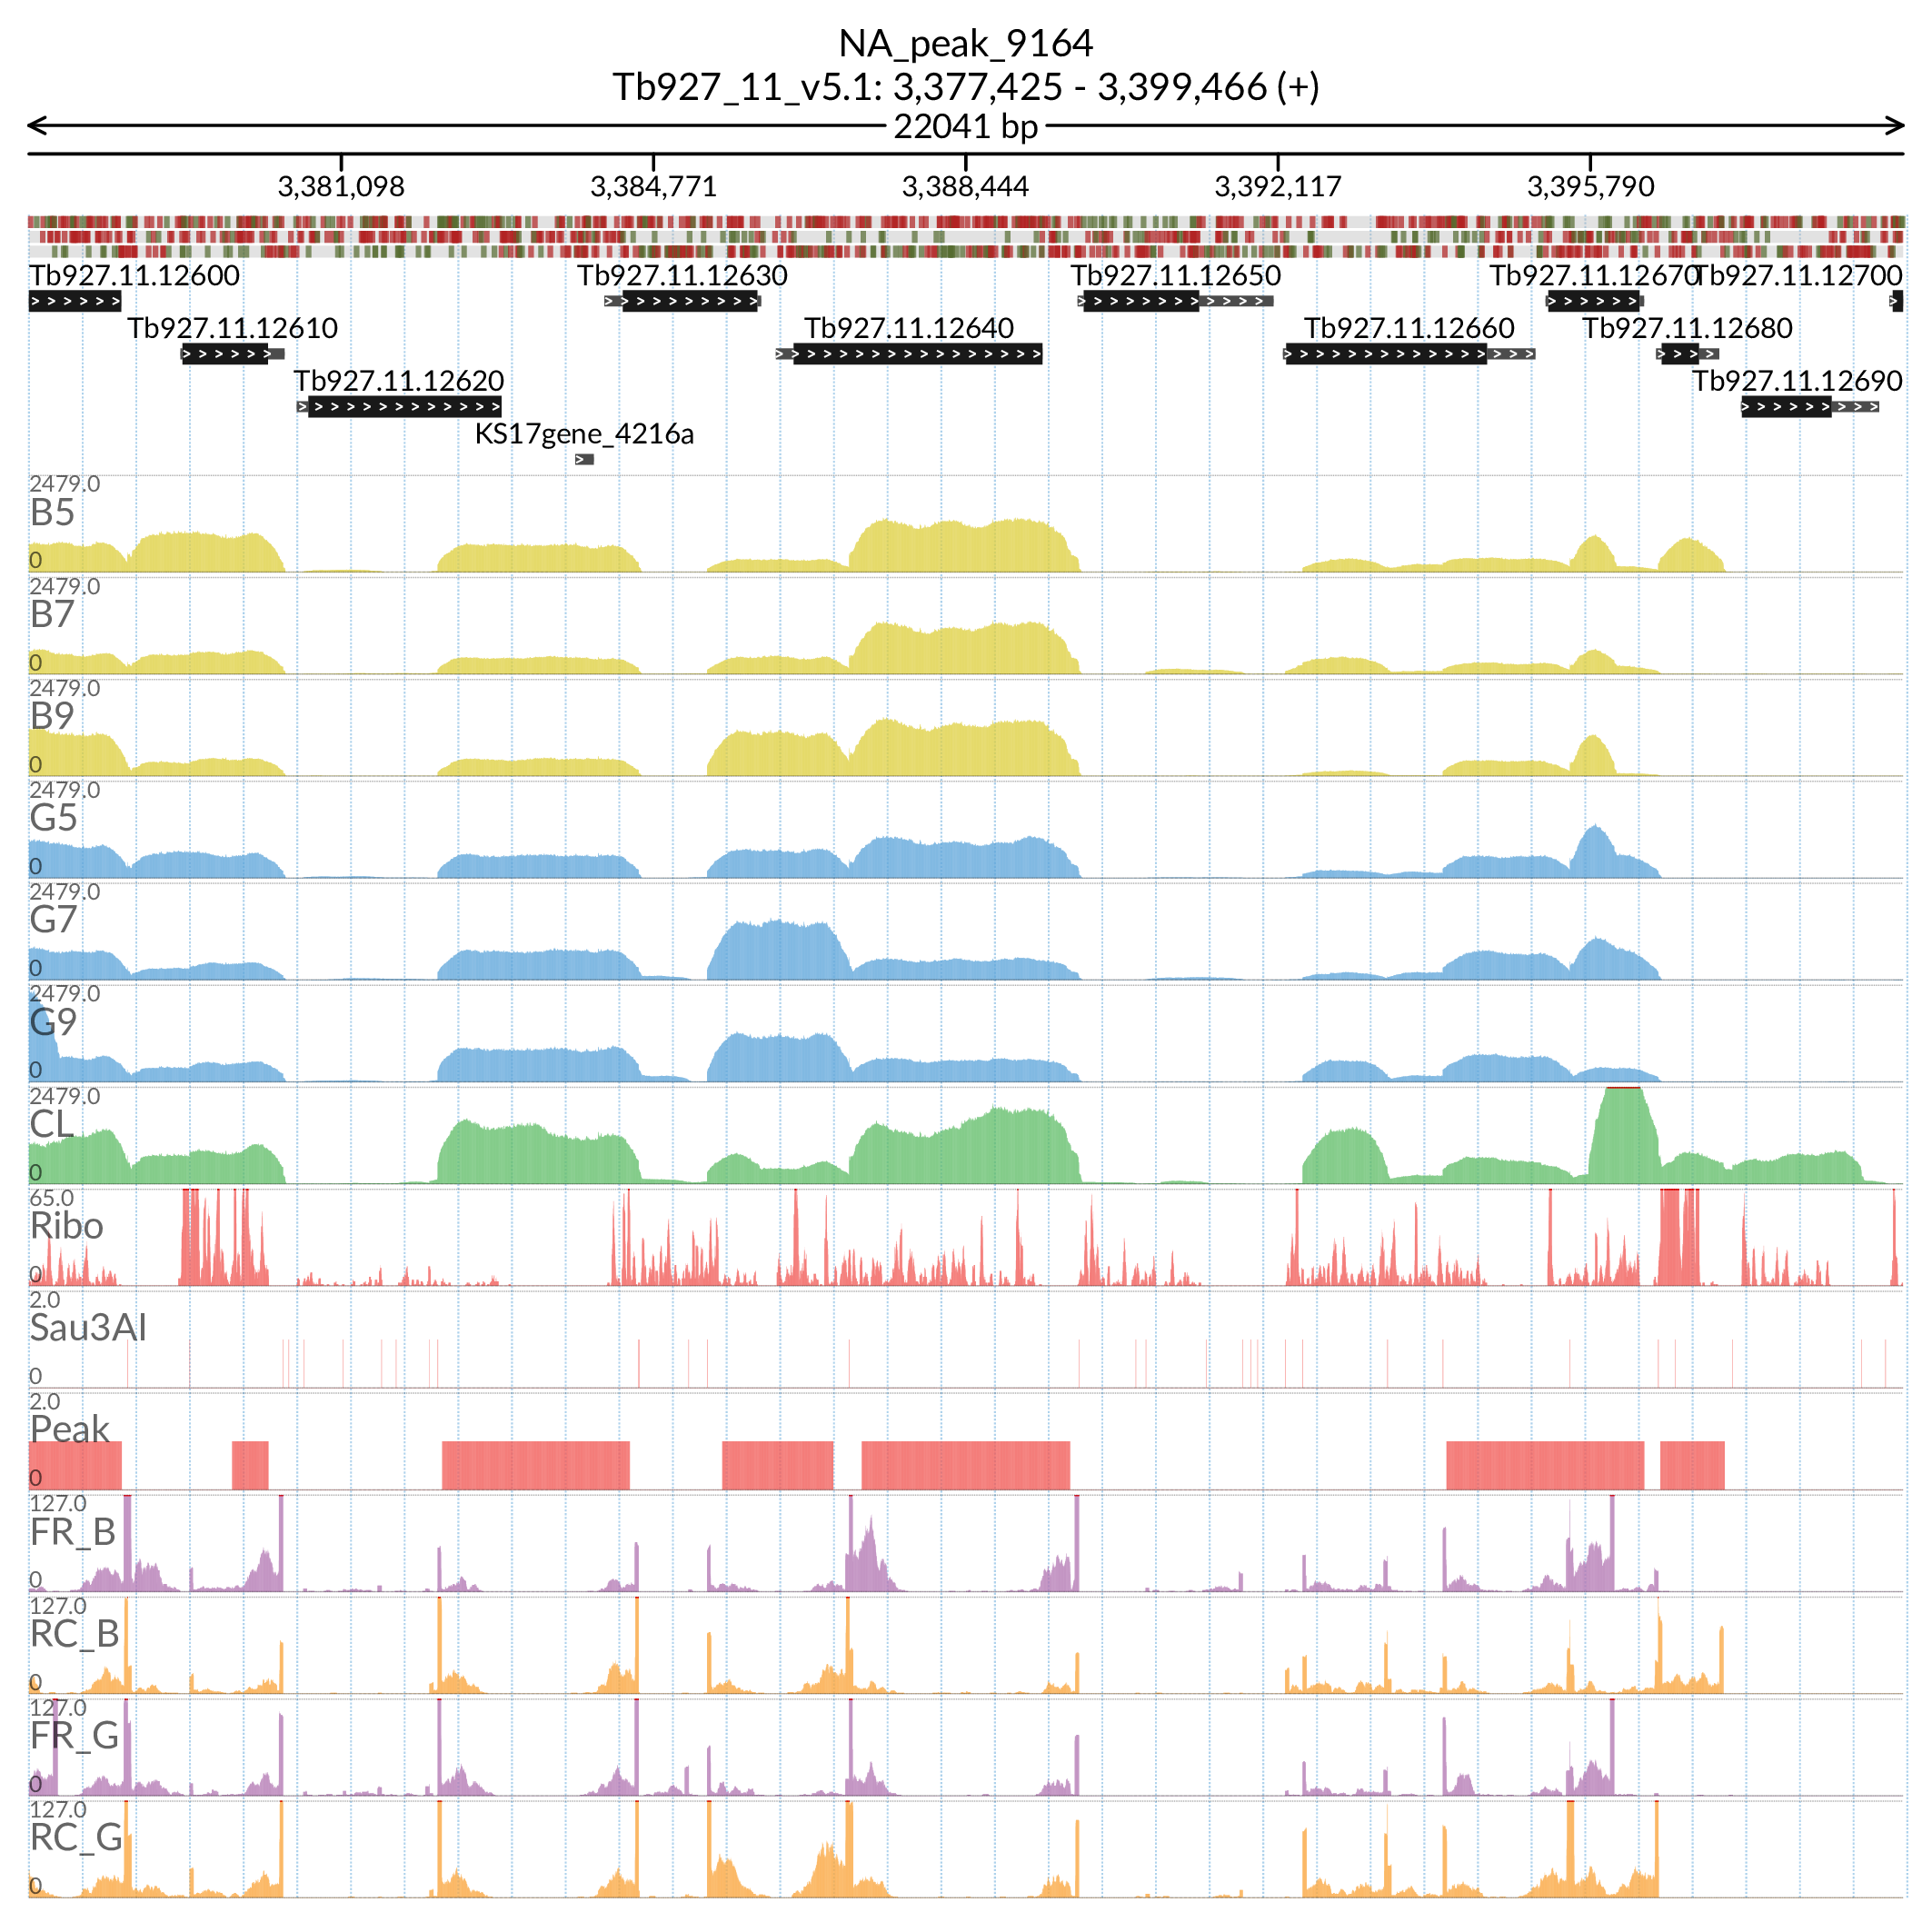 NA_peak_9164
Tb927_11_v5.1: 3,377,425 - 3,399,466 (+)
22041 bp
3,381,098 3,384,771 3,388,444 3,392,117 3,395,790
Tb927.11.12600 Tb927.11.12630 Tb927.11.12650 Tb927.11.12670 Tb927.11.12700
Tb927.11.12610 Tb927.11.12640 Tb927.11.12660 Tb927.11.12680
Tb927.11.12620 Tb927.11.12690
KS17gene_4216a
2479.0
B5
0
2479.0
B7
0
2479.0
B9
0
2479.0
G5
0
2479.0
G7
0
2479.0
G9
0
2479.0
CL
0
65.0
Ribo
0
2.0
Sau3AI
0
2.0
Peak
0
127.0
FR_B
0
127.0
RC_B
0
127.0
FR_G
0
127.0
RC_G
0